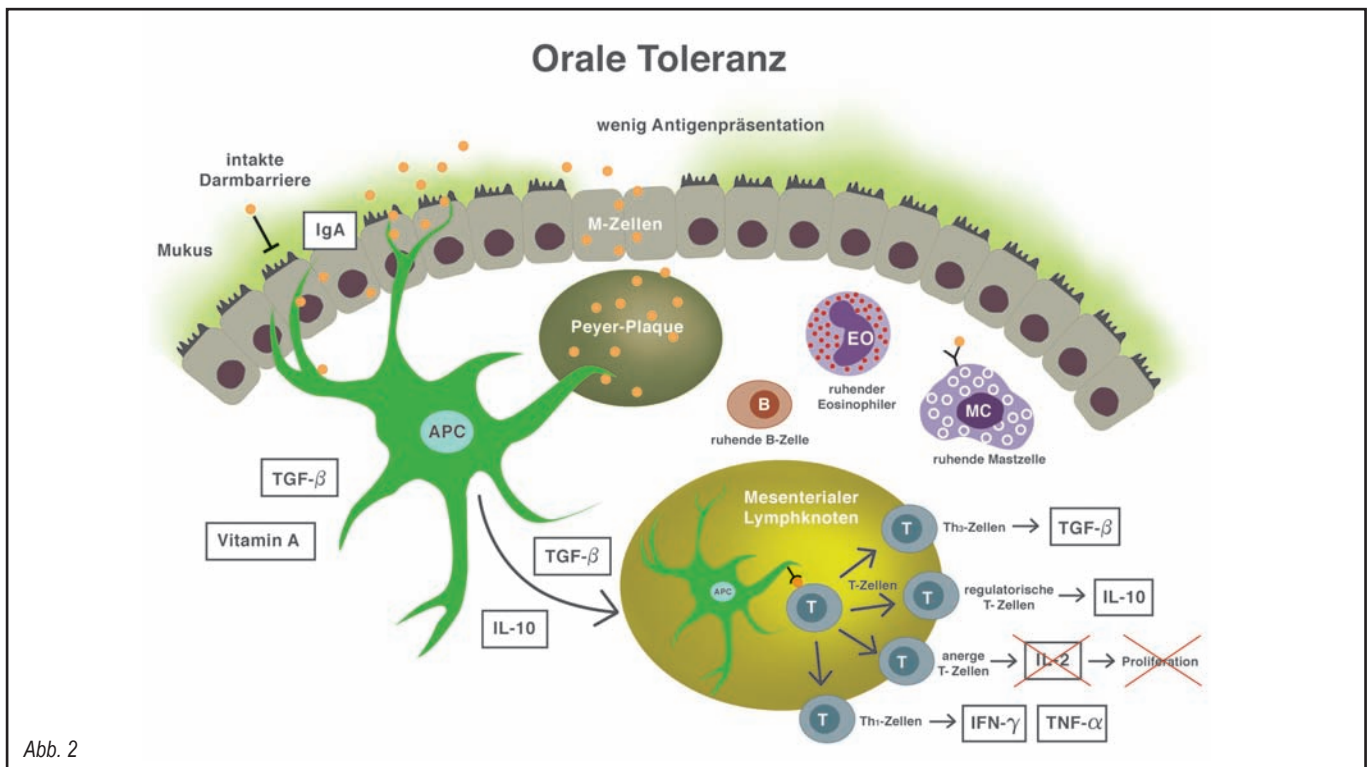 Orale Toleranz
wenig Antigenpräsentation
intakte
Darmbarriere
IgA
Mukus
M-Zellen
Peyer-Plaque
EO
ruhender
Eosinophiler
B
ruhende B-Zelle
MC
ruhende Mastzelle
APC
TGF-β
Vitamin A
TGF-β
IL-10
Mesenterialer
Lymphknoten
APC
T
T-Zellen
T
Th3-Zellen
TGF-β
T
regulatorische
T-Zellen
IL-10
T
anerge
T-Zellen
IL-2
Proliferation
T
Th1-Zellen
IFN-γ
TNF-α
Abb. 2